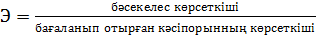 Э = бәсекелес көрсеткіші
бағаланып отырған кәсіпорынның көрсеткіші